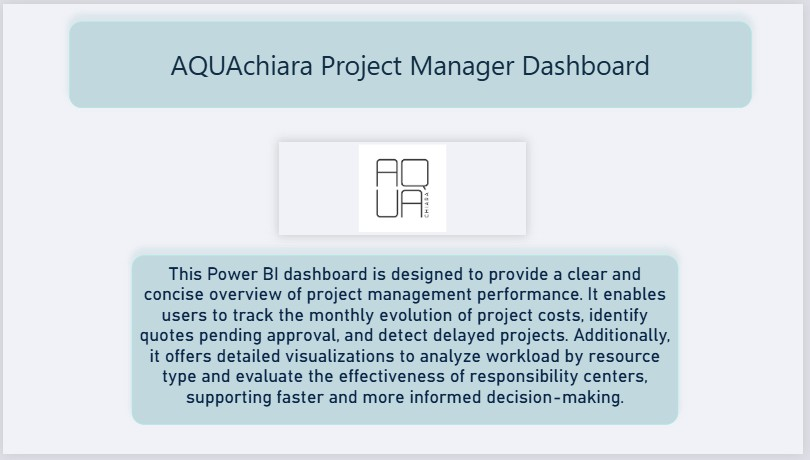 AQUAchiara Project Manager Dashboard
AQ
UA
CHIARA
This Power BI dashboard is designed to provide a clear and
concise overview of project management performance. It enables
users to track the monthly evolution of project costs, identify
quotes pending approval, and detect delayed projects. Additionally,
it offers detailed visualizations to analyze workload by resource
type and evaluate the effectiveness of responsibility centers,
supporting faster and more informed decision-making.